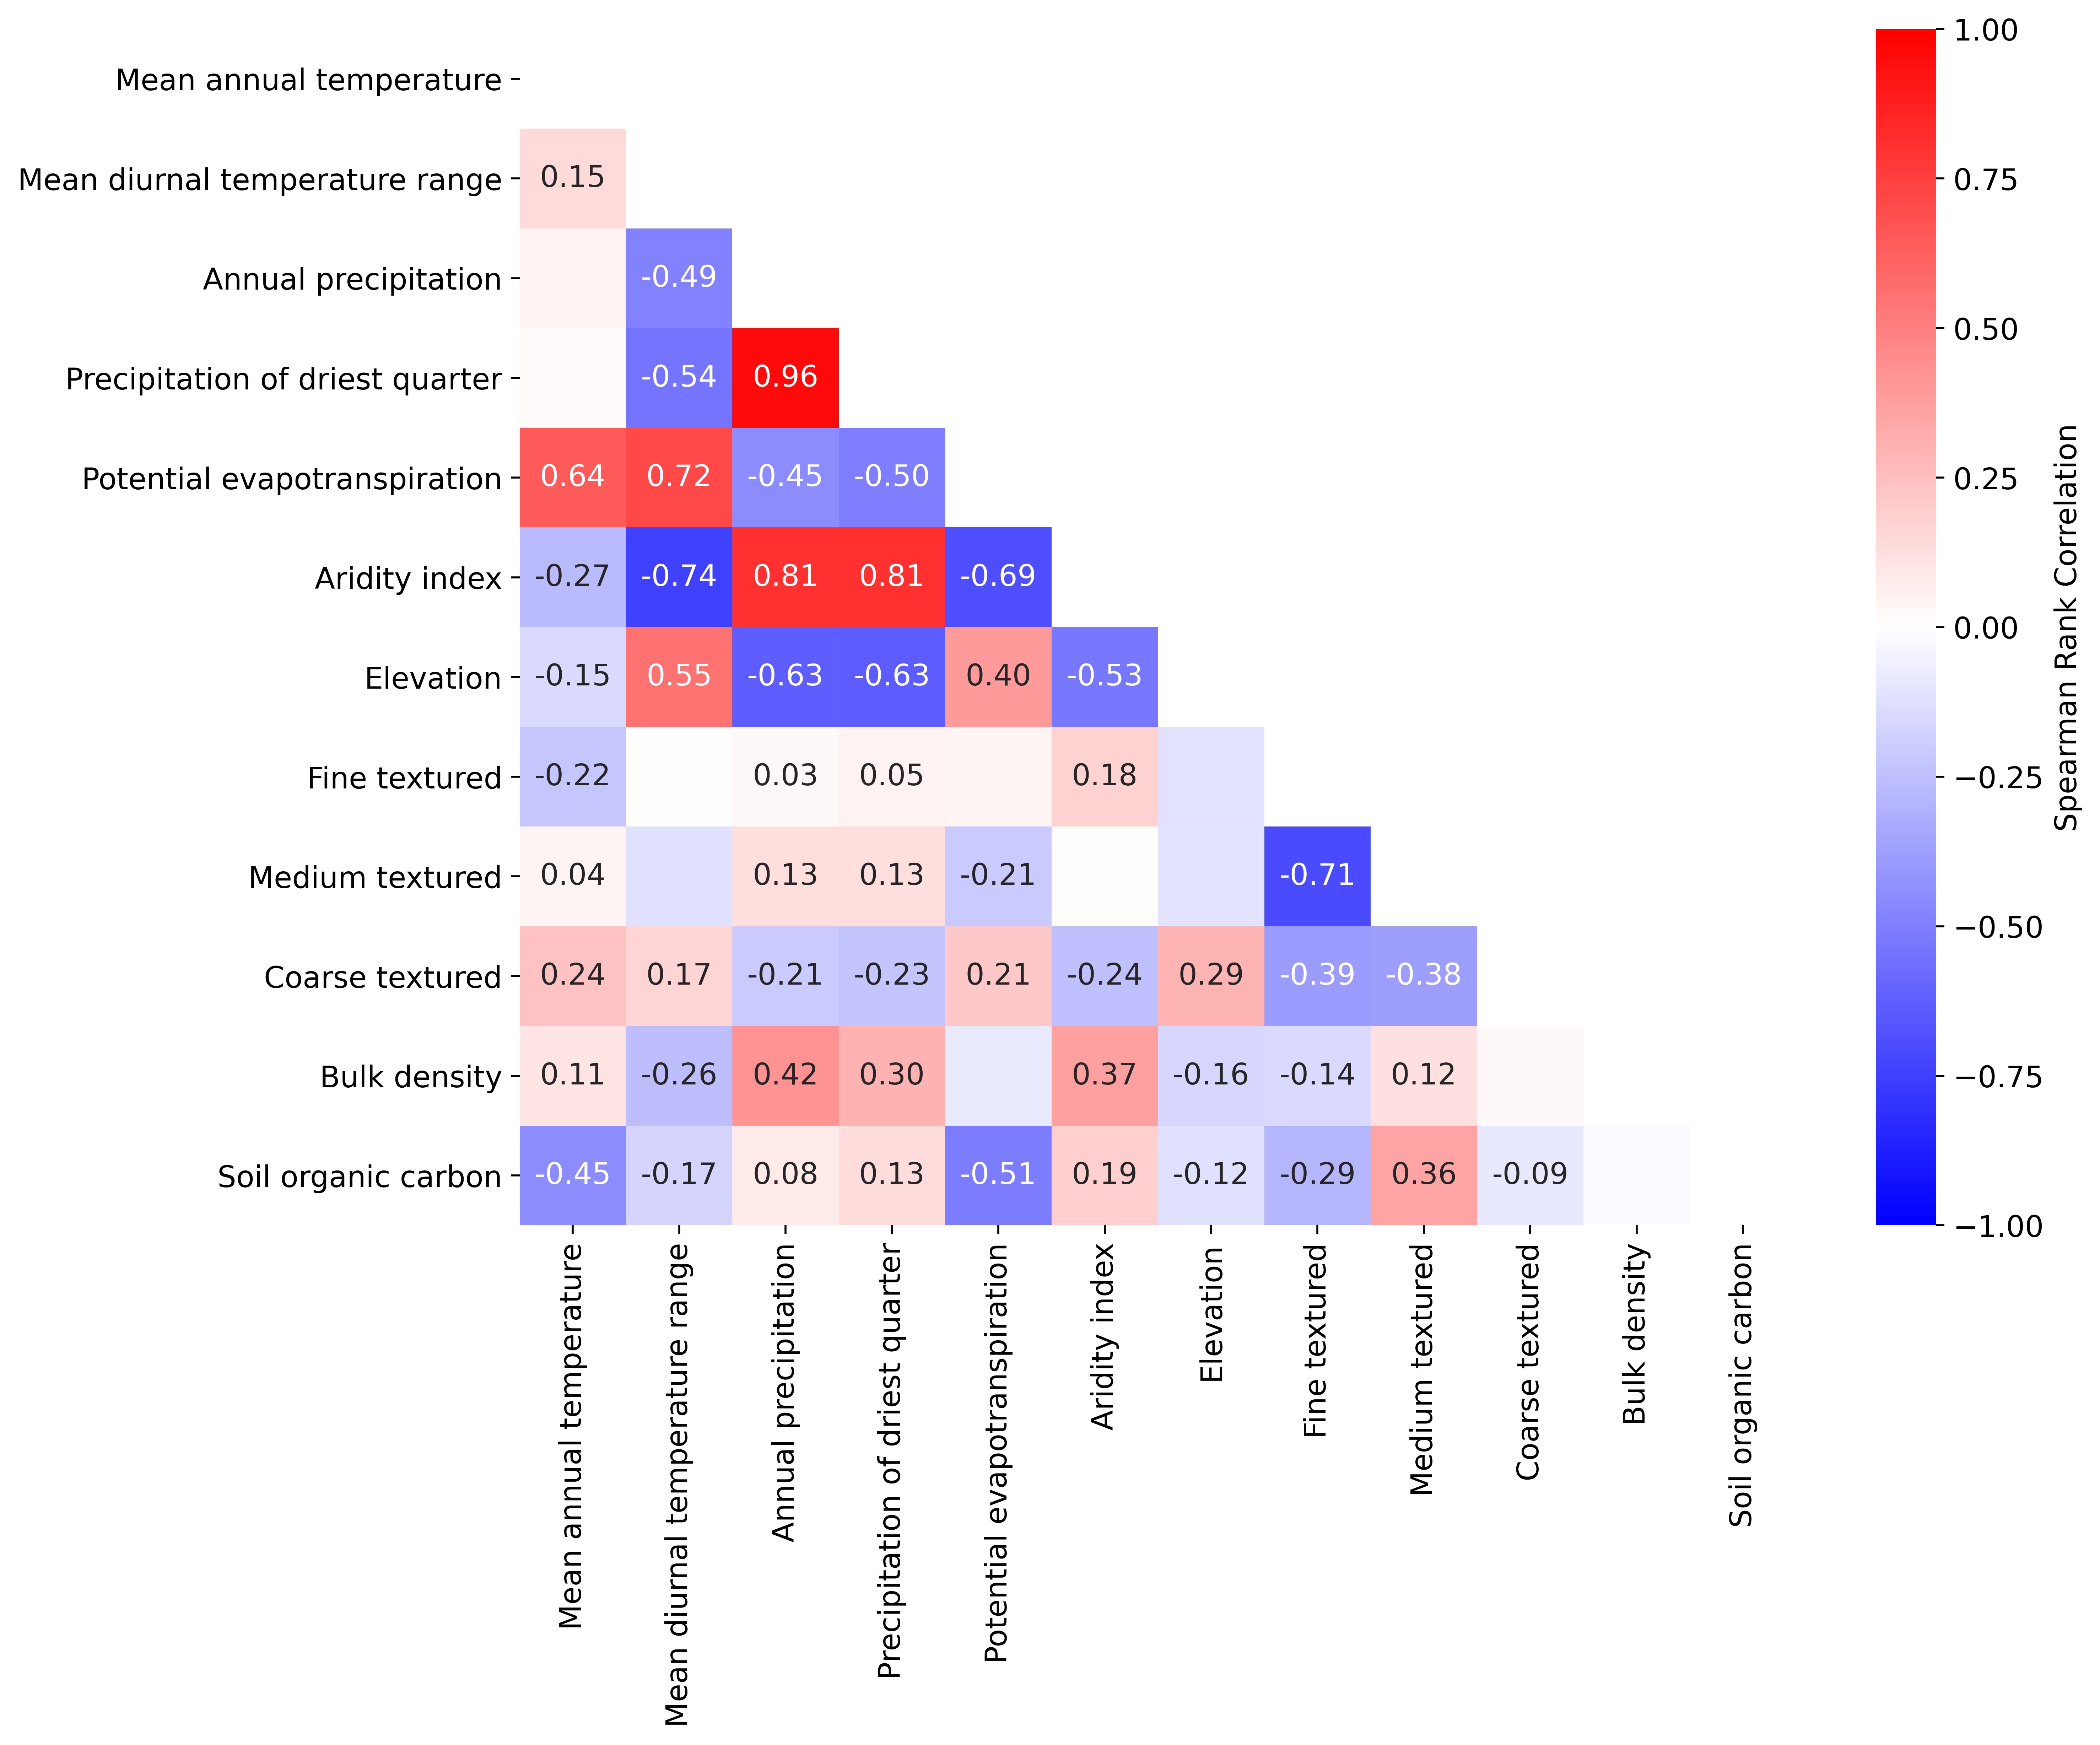 Mean annual temperature
Mean diurnal temperature range 0.15
Annual precipitation -0.49
Precipitation of driest quarter -0.54 0.96
Potential evapotranspiration 0.64 0.72 -0.45 -0.50
Aridity index -0.27 -0.74 0.81 0.81 -0.69
Elevation -0.15 0.55 -0.63 -0.63 0.40 -0.53
Fine textured -0.22 0.03 0.05 0.18
Medium textured 0.04 0.13 0.13 -0.21 -0.71
Coarse textured 0.24 0.17 -0.21 -0.23 0.21 -0.24 0.29 -0.39 -0.38
Bulk density 0.11 -0.26 0.42 0.30 0.37 -0.16 -0.14 0.12
Soil organic carbon -0.45 -0.17 0.08 0.13 -0.51 0.19 -0.12 -0.29 0.36 -0.09
Mean annual temperature
Mean diurnal temperature range
Annual precipitation
Precipitation of driest quarter
Potential evapotranspiration
Aridity index
Elevation
Fine textured
Medium textured
Coarse textured
Bulk density
Soil organic carbon
1.00
0.75
0.50
0.25
0.00
−0.25
−0.50
−0.75
−1.00
Spearman Rank Correlation